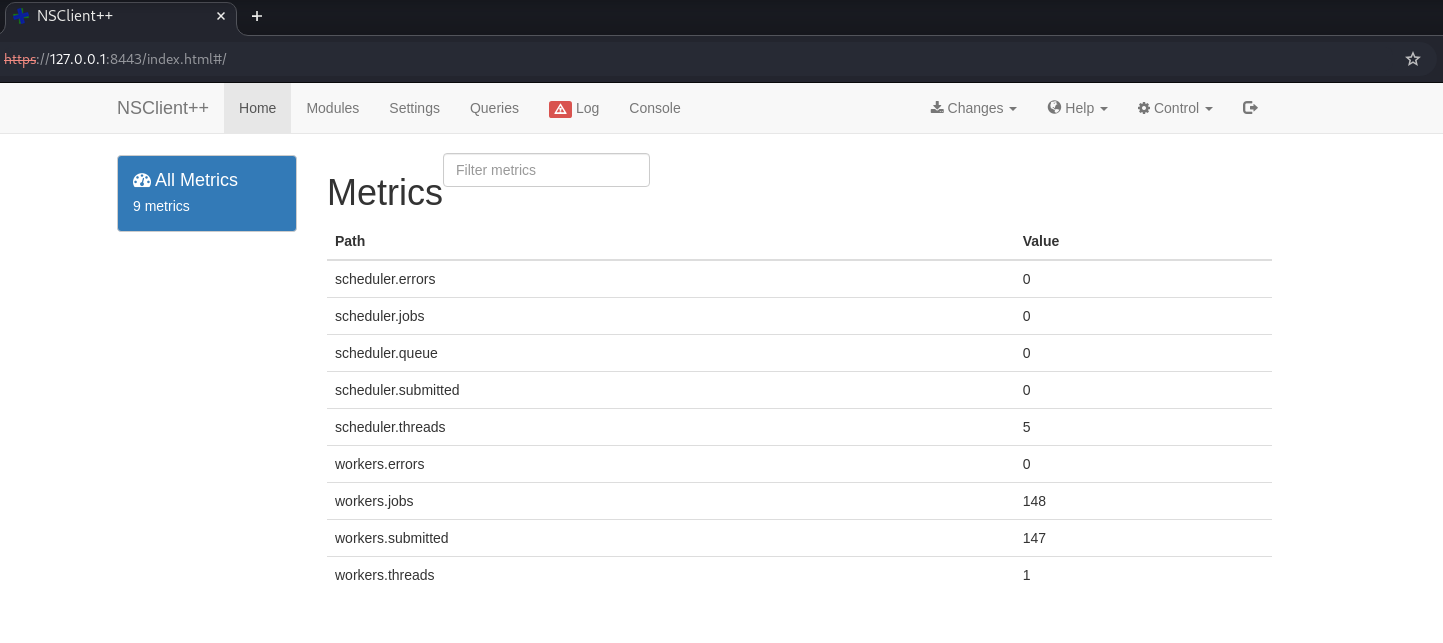 NSClient++
https://127.0.0.1:8443/index.html#/
NSClient++ Home Modules Settings Queries Log Console Changes Help Control
All Metrics
9 metrics
Metrics Filter metrics
Path Value
scheduler.errors 0
scheduler.jobs 0
scheduler.queue 0
scheduler.submitted 0
scheduler.threads 5
workers.errors 0
workers.jobs 148
workers.submitted 147
workers.threads 1